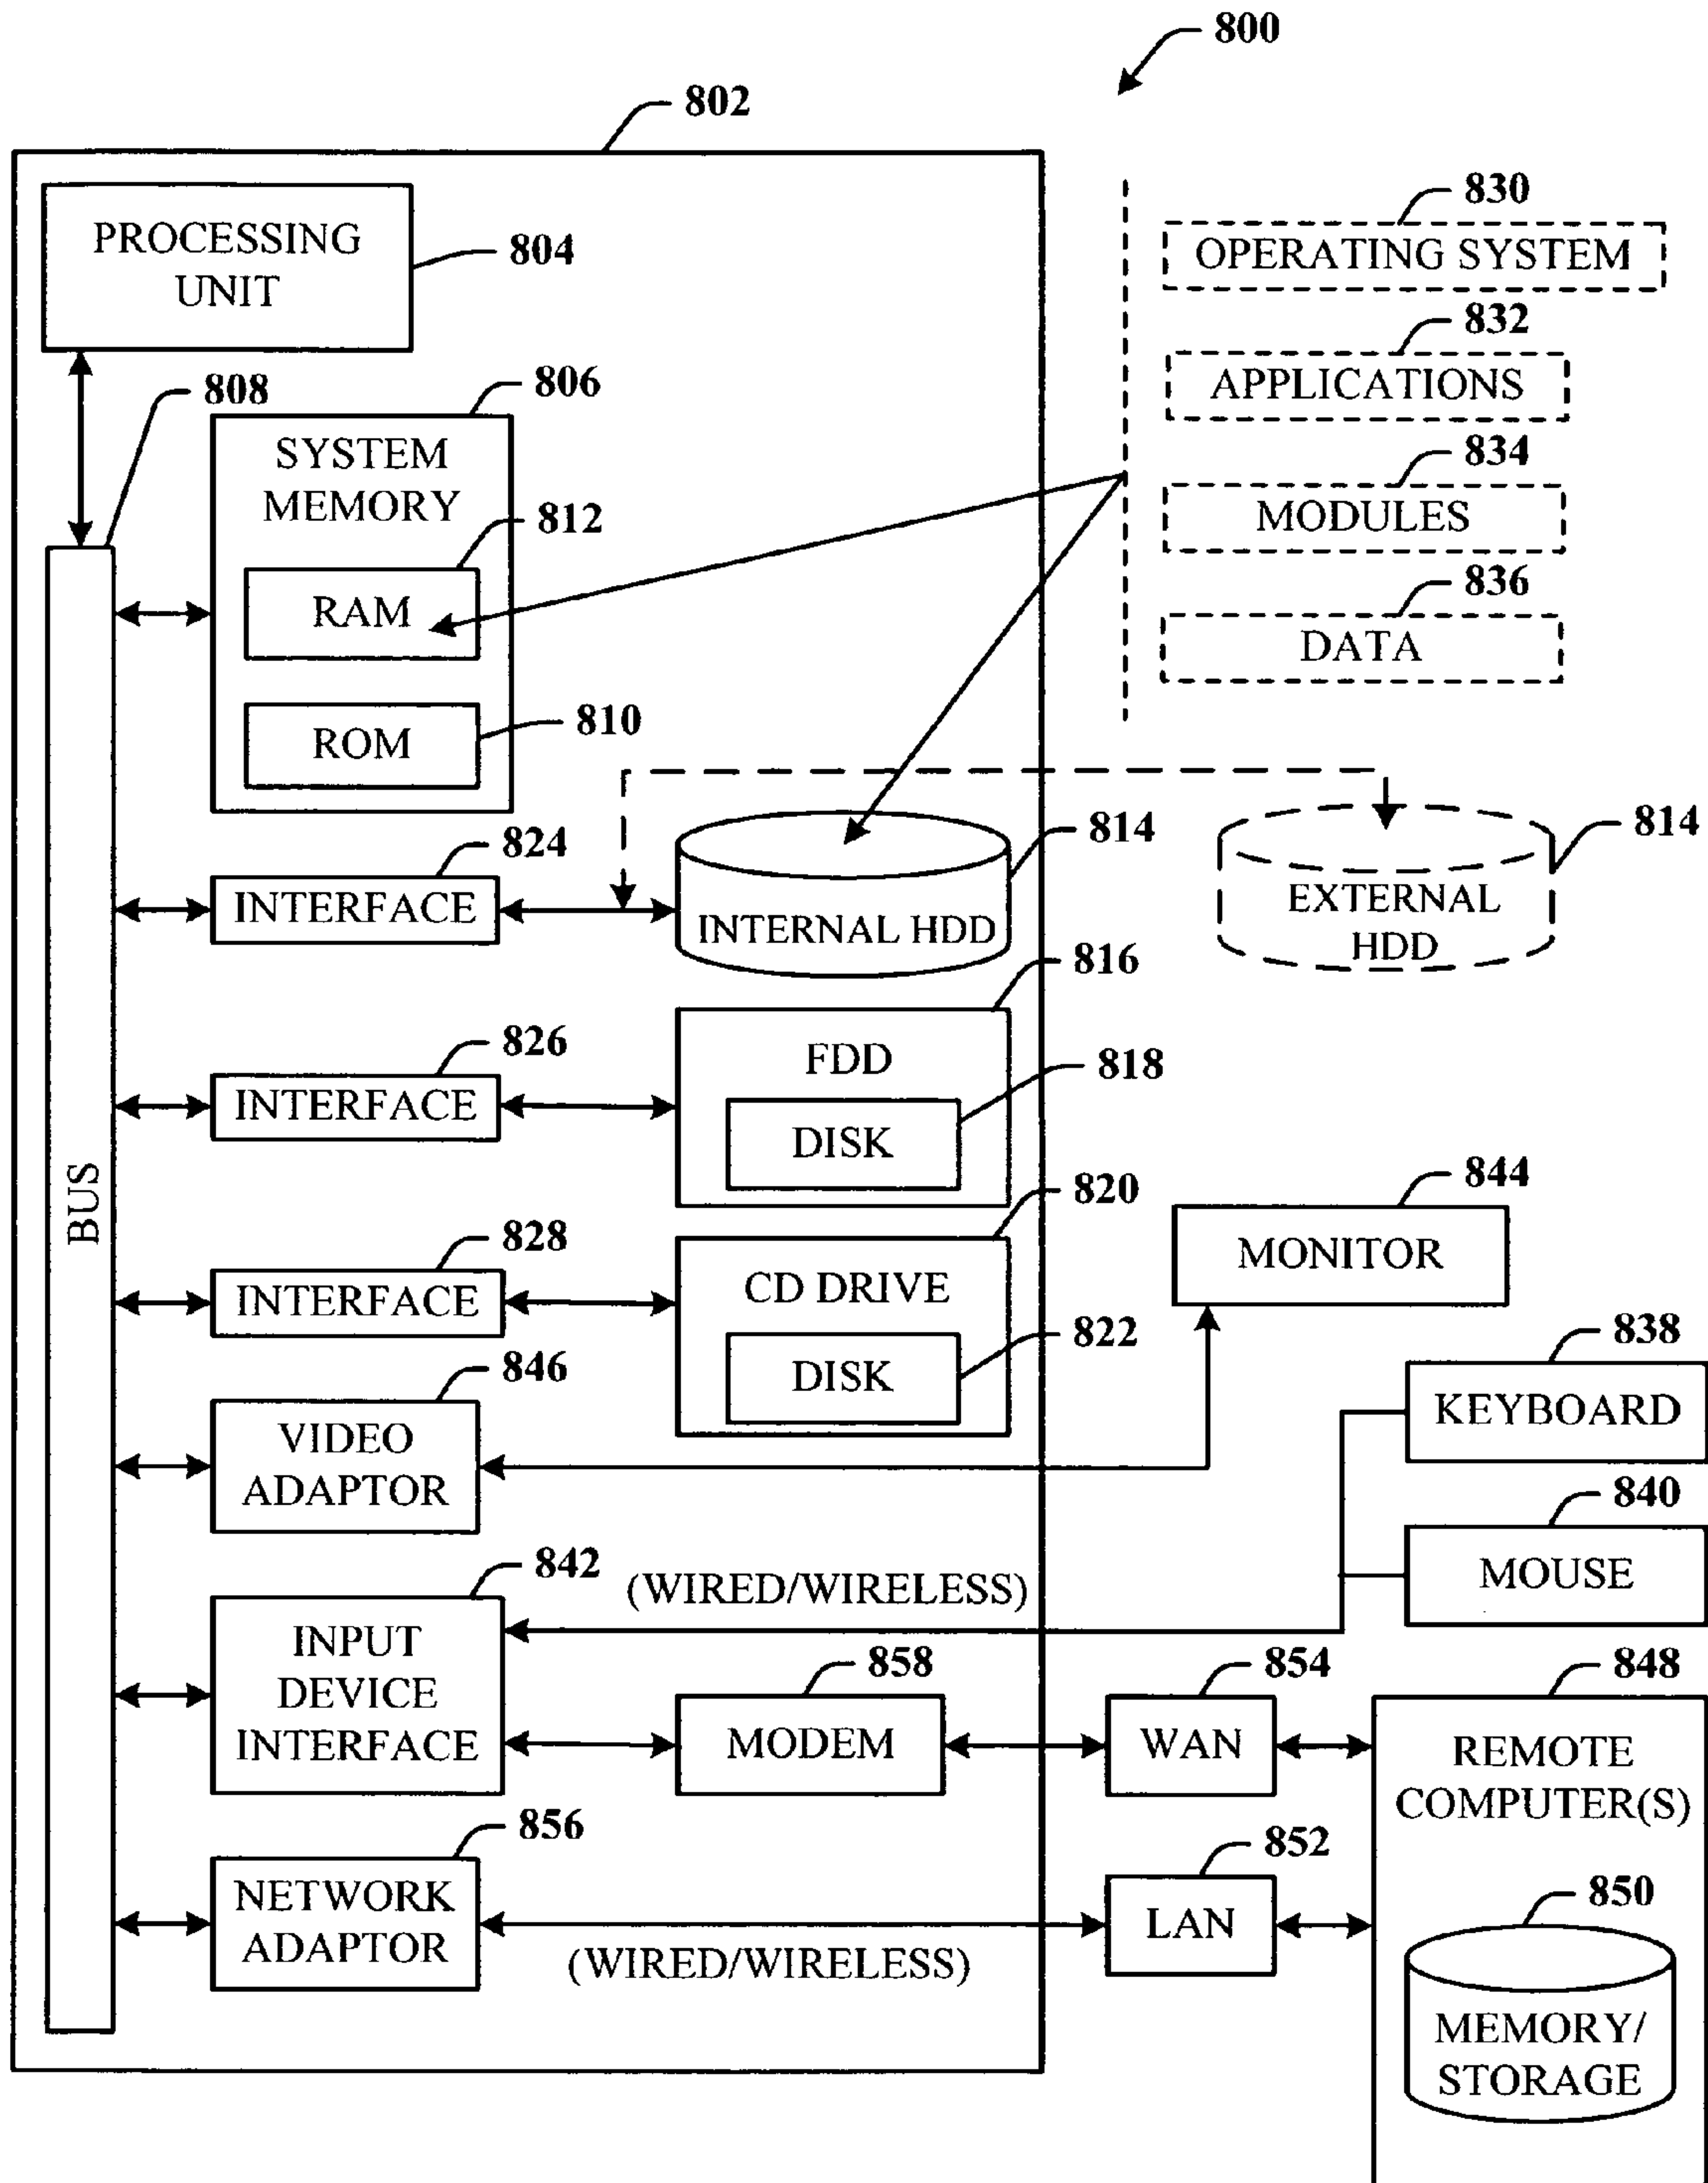 800
802
PROCESSING
UNIT
804
830
OPERATING SYSTEM
832
APPLICATIONS
834
MODULES
836
DATA
808
806
SYSTEM
MEMORY
812
RAM
810
ROM
824
INTERFACE
814
INTERNAL HDD
814
EXTERNAL
HDD
816
826
INTERFACE
FDD
818
DISK
BUS
820
828
INTERFACE
CD DRIVE
822
DISK
844
MONITOR
838
KEYBOARD
846
VIDEO
ADAPTOR
840
MOUSE
842
(WIRED/WIRELESS)
INPUT
DEVICE
INTERFACE
858
MODEM
854
WAN
848
REMOTE
COMPUTER(S)
856
NETWORK
ADAPTOR
(WIRED/WIRELESS)
852
LAN
850
MEMORY/
STORAGE